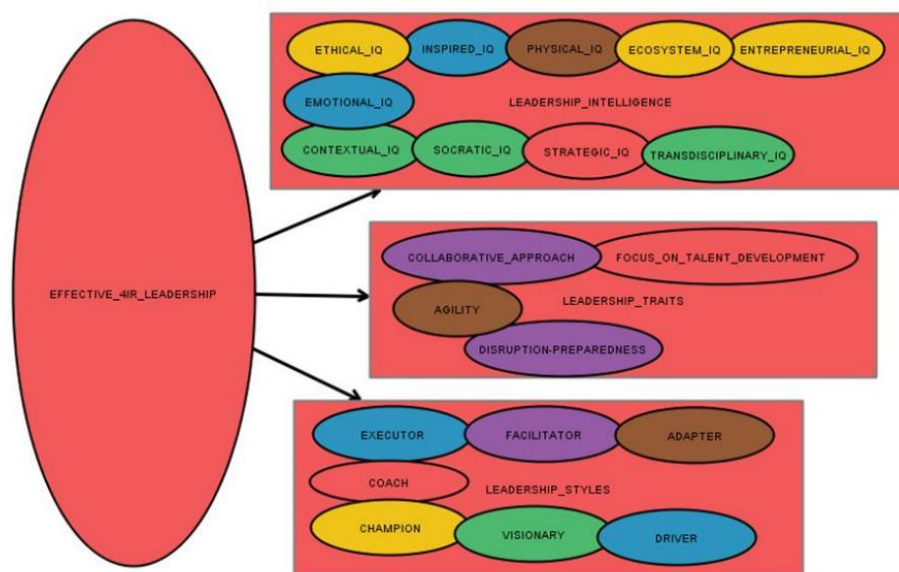 ETHICAL_IQ
INSPIRED_IQ
PHYSICAL_IQ
ECOSYSTEM_IQ
ENTREPRENEURIAL_IQ
EMOTIONAL_IQ
LEADERSHIP_INTELLIGENCE
CONTEXTUAL_IQ
SOCRATIC_IQ
STRATEGIC_IQ
TRANSDISCIPLINARY_IQ
EFFECTIVE_4IR_LEADERSHIP
COLLABORATIVE_APPROACH
FOCUS_ON_TALENT_DEVELOPMENT
LEADERSHIP_TRAITS
AGILITY
DISRUPTION-PREPAREDNESS
EXECUTOR
FACILITATOR
ADAPTER
COACH
LEADERSHIP_STYLES
CHAMPION
VISIONARY
DRIVER